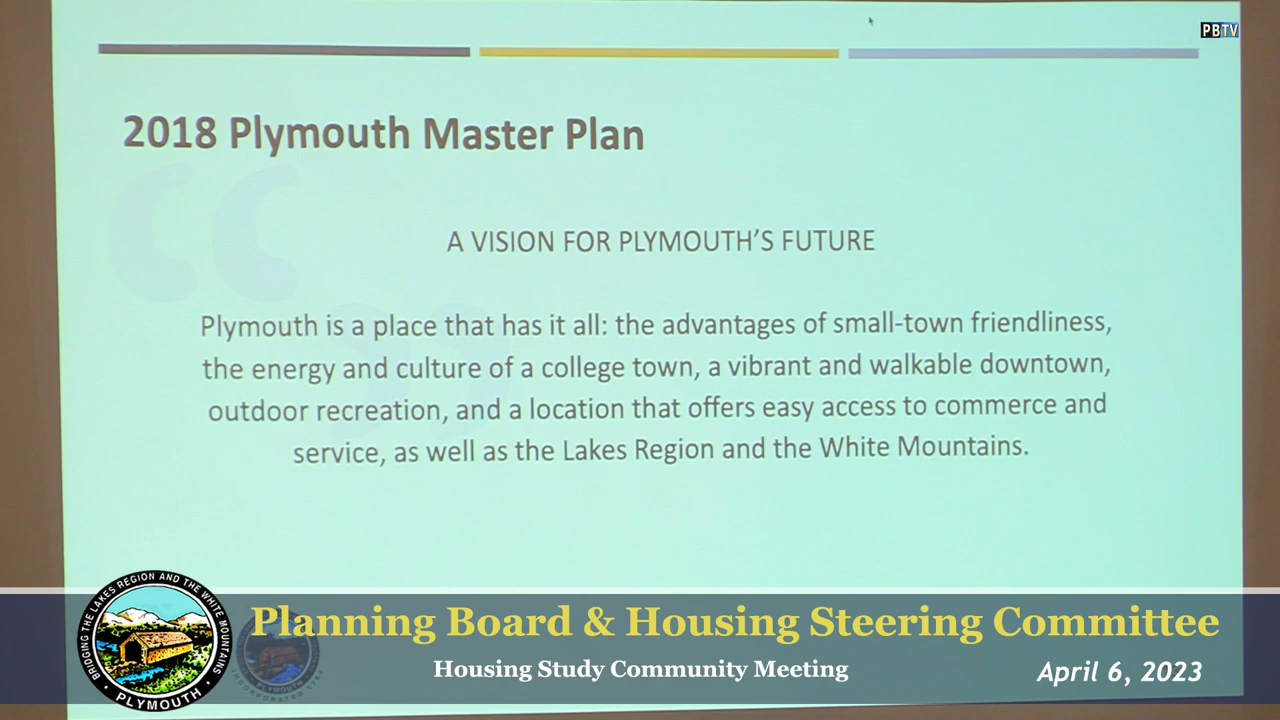 PBTV
2018 Plymouth Master Plan
A VISION FOR PLYMOUTH'S FUTURE
Plymouth is a place that has it all: the advantages of small-town friendliness,
the energy and culture of a college town, a vibrant and walkable downtown,
outdoor recreation, and a location that offers easy access to commerce and
service, as well as the Lakes Region and the White Mountains.
BRIDGING THE LAKES REGION AND THE WHITE MOUNTAINS
PLYMOUTH
Planning Board & Housing Steering Committee
Housing Study Community Meeting
April 6, 2023